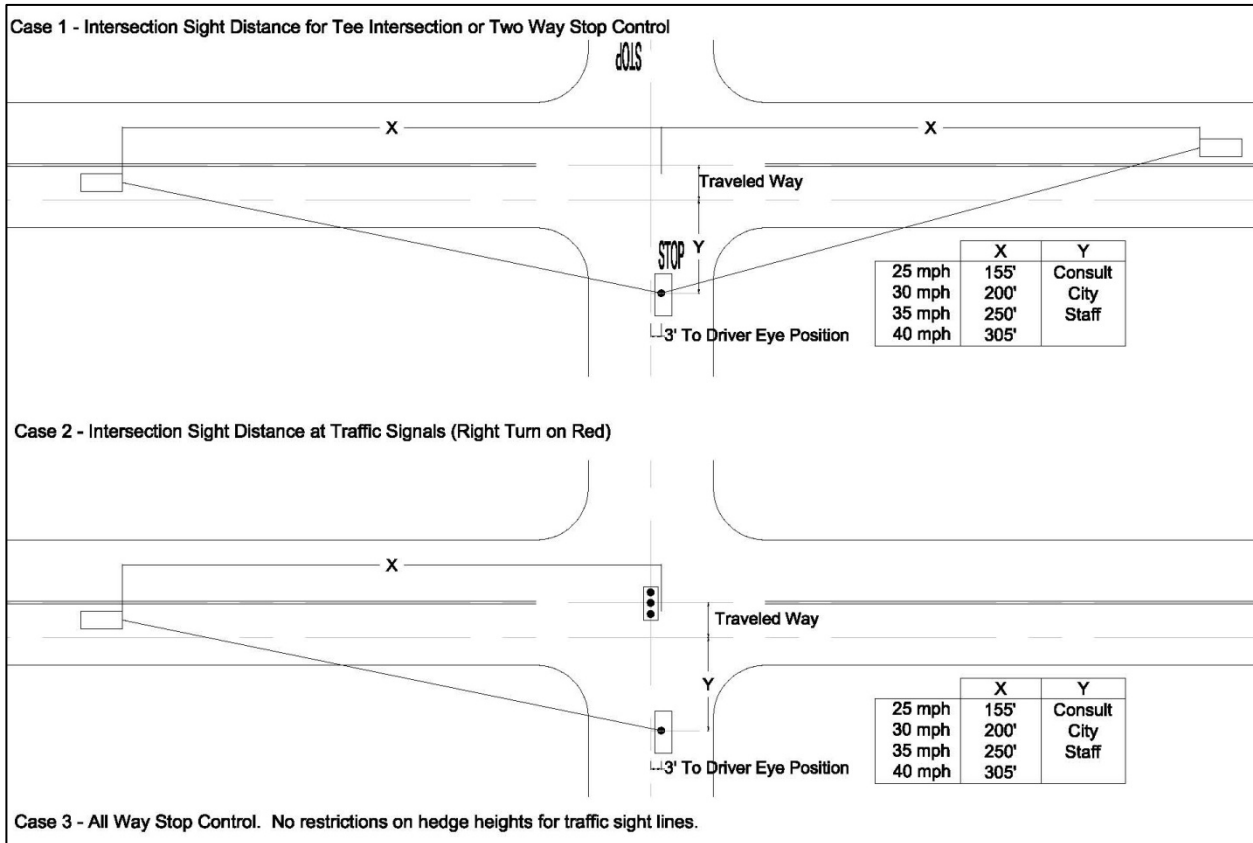 Case 1 - Intersection Sight Distance for Tee Intersection or Two Way Stop Control
STOP
X X
Traveled Way
STOP Y
X Y
25 mph 155' Consult
30 mph 200' City
35 mph 250' Staff
40 mph 305'
3' To Driver Eye Position
Case 2 - Intersection Sight Distance at Traffic Signals (Right Turn on Red)
X
Traveled Way
Y
X Y
25 mph 155' Consult
30 mph 200' City
35 mph 250' Staff
40 mph 305'
3' To Driver Eye Position
Case 3 - All Way Stop Control. No restrictions on hedge heights for traffic sight lines.